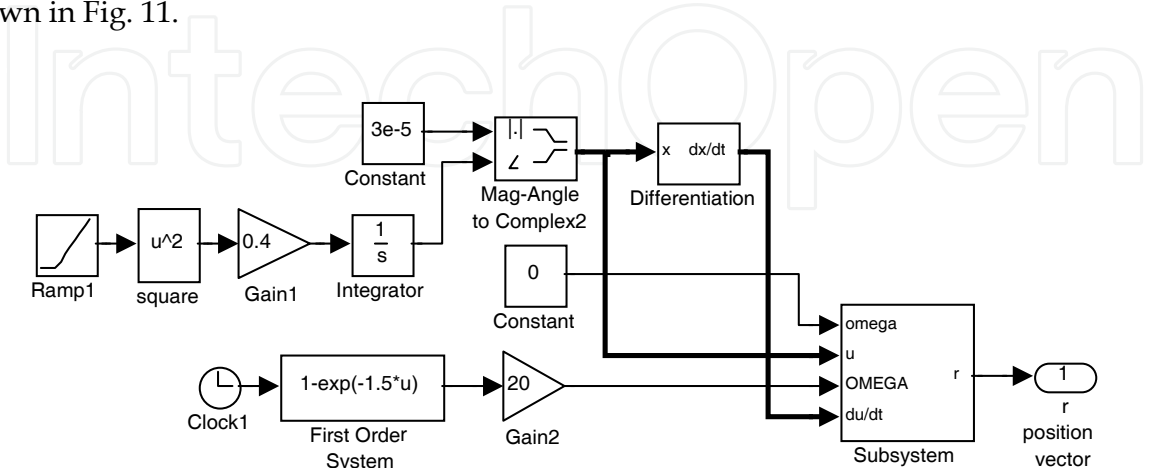 wn in Fig. 11.
IntechOpen
3e-5
Constant
|·|
∠
Mag-Angle
to Complex2
x dx/dt
Differentiation
Ramp1
u^2
square
0.4
Gain1
1
s
Integrator
0
Constant
Clock1
1-exp(-1.5*u)
First Order
System
20
Gain2
omega
u
OMEGA
du/dt
r
Subsystem
1
r
position
vector